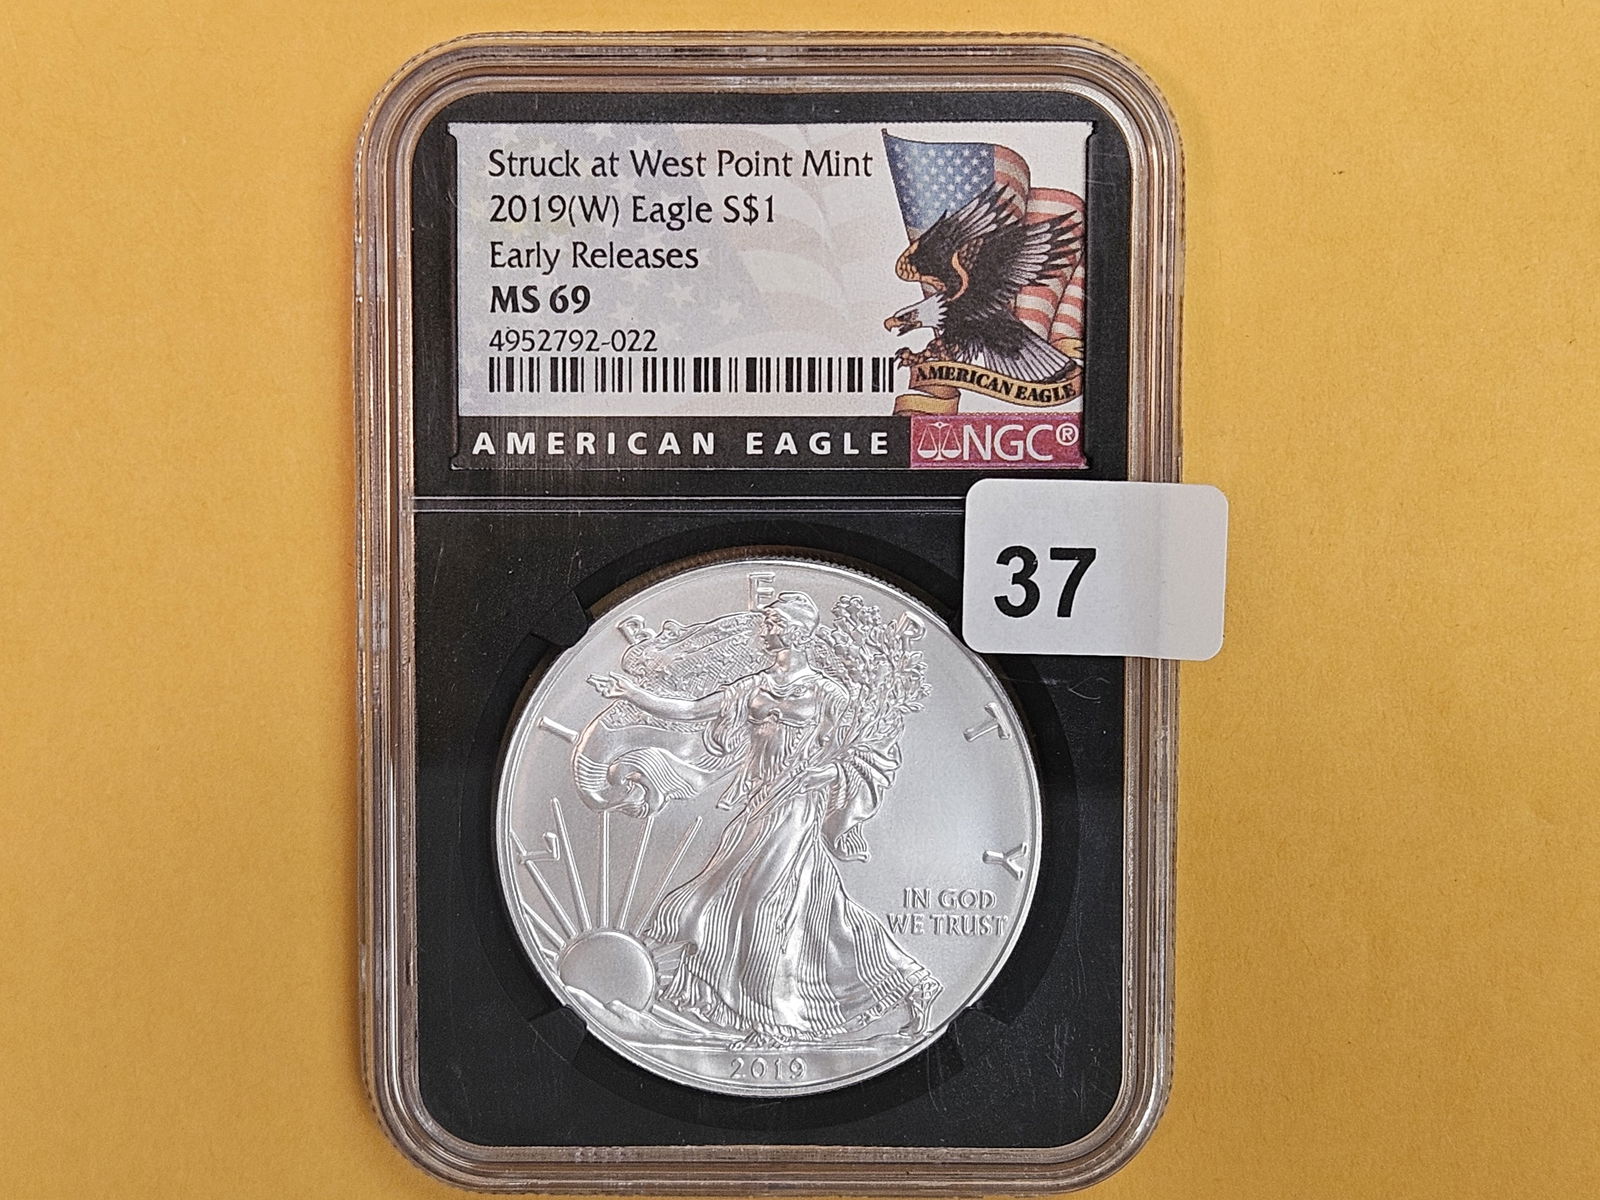 Struck at West Point Mint
2019(W) Eagle S$1
Early Releases
MS 69
4952792-022
AMERICAN EAGLE
AMERICAN EAGLE NGC®
37
LIBERTY
IN GOD
WE TRUST
2019